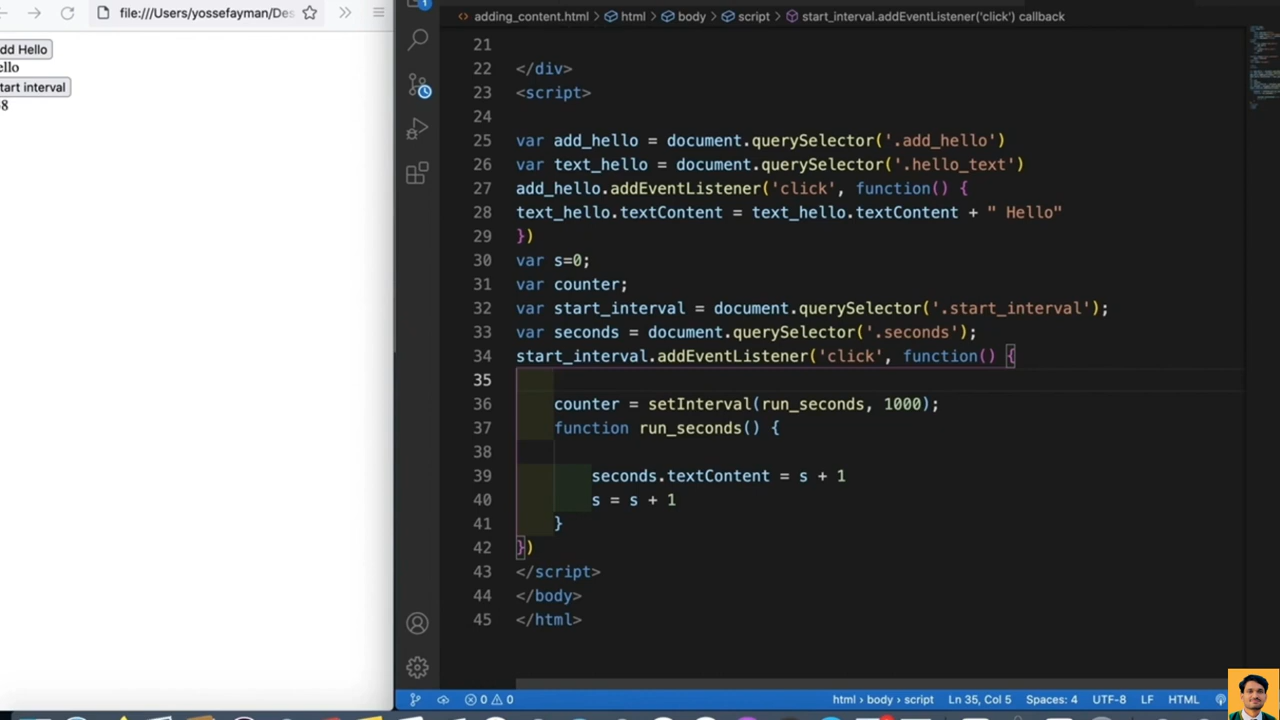 file:///Users/yossefayman/Des
dd Hello
ello
tart interval
8
1
adding_content.html > html > body > script > start_interval.addEventListener('click') callback
21
22 </div>
23 <script>
24
25 var add_hello = document.querySelector('.add_hello')
26 var text_hello = document.querySelector('.hello_text')
27 add_hello.addEventListener('click', function() {
28 text_hello.textContent = text_hello.textContent + " Hello"
29 })
30 var s=0;
31 var counter;
32 var start_interval = document.querySelector('.start_interval');
33 var seconds = document.querySelector('.seconds');
34 start_interval.addEventListener('click', function() {
35
36 counter = setInterval(run_seconds, 1000);
37 function run_seconds() {
38
39 seconds.textContent = s + 1
40 s = s + 1
41 }
42 })
43 </script>
44 </body>
45 </html>
0 0 html > body > script Ln 35, Col 5 Spaces: 4 UTF-8 LF HTML